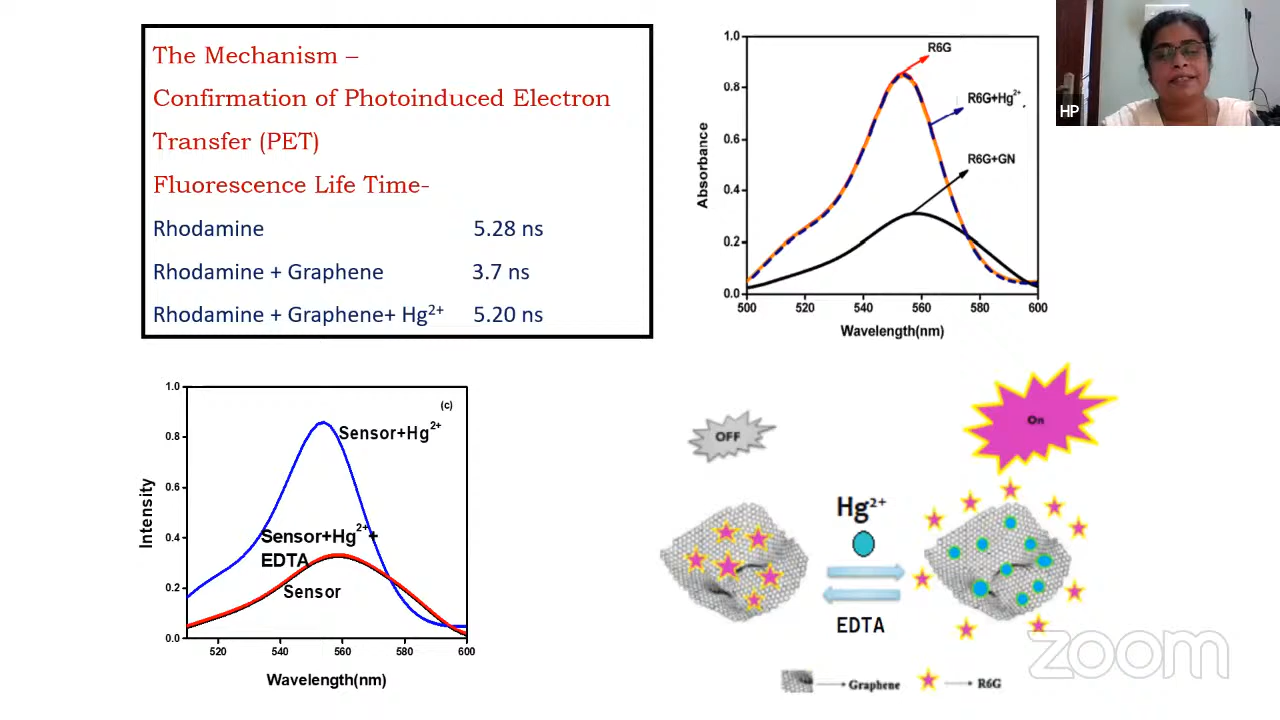 The Mechanism –
Confirmation of Photoinduced Electron
Transfer (PET)
Fluorescence Life Time-
Rhodamine 5.28 ns
Rhodamine + Graphene 3.7 ns
Rhodamine + Graphene+ Hg²⁺ 5.20 ns
1.0
0.8
0.6
0.4
0.2
0.0
Absorbance
R6G
R6G+Hg²⁺
R6G+GN
500 520 540 560 580 600
Wavelength(nm)
HP
1.0
0.8
0.6
0.4
0.2
0.0
Intensity
(c)
Sensor+Hg²⁺
Sensor+Hg²⁺+
EDTA
Sensor
520 540 560 580 600
Wavelength(nm)
OFF
On
Hg²⁺
EDTA
Graphene
R6G
zoom